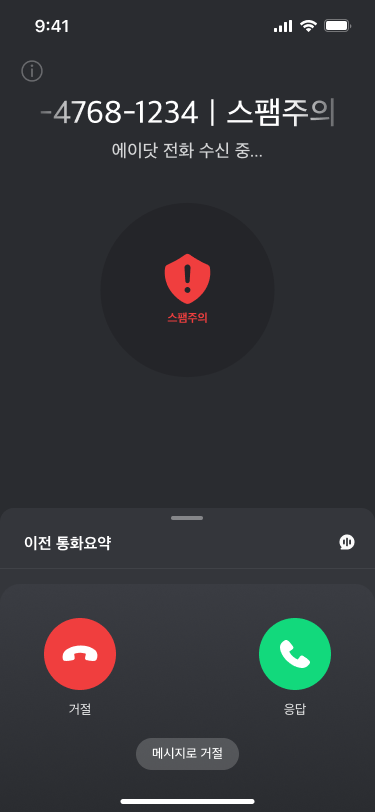 9:41
-4768-1234 | 스팸주의
에이닷 전화 수신 중...
스팸주의
이전 통화요약
거절
응답
메시지로 거절